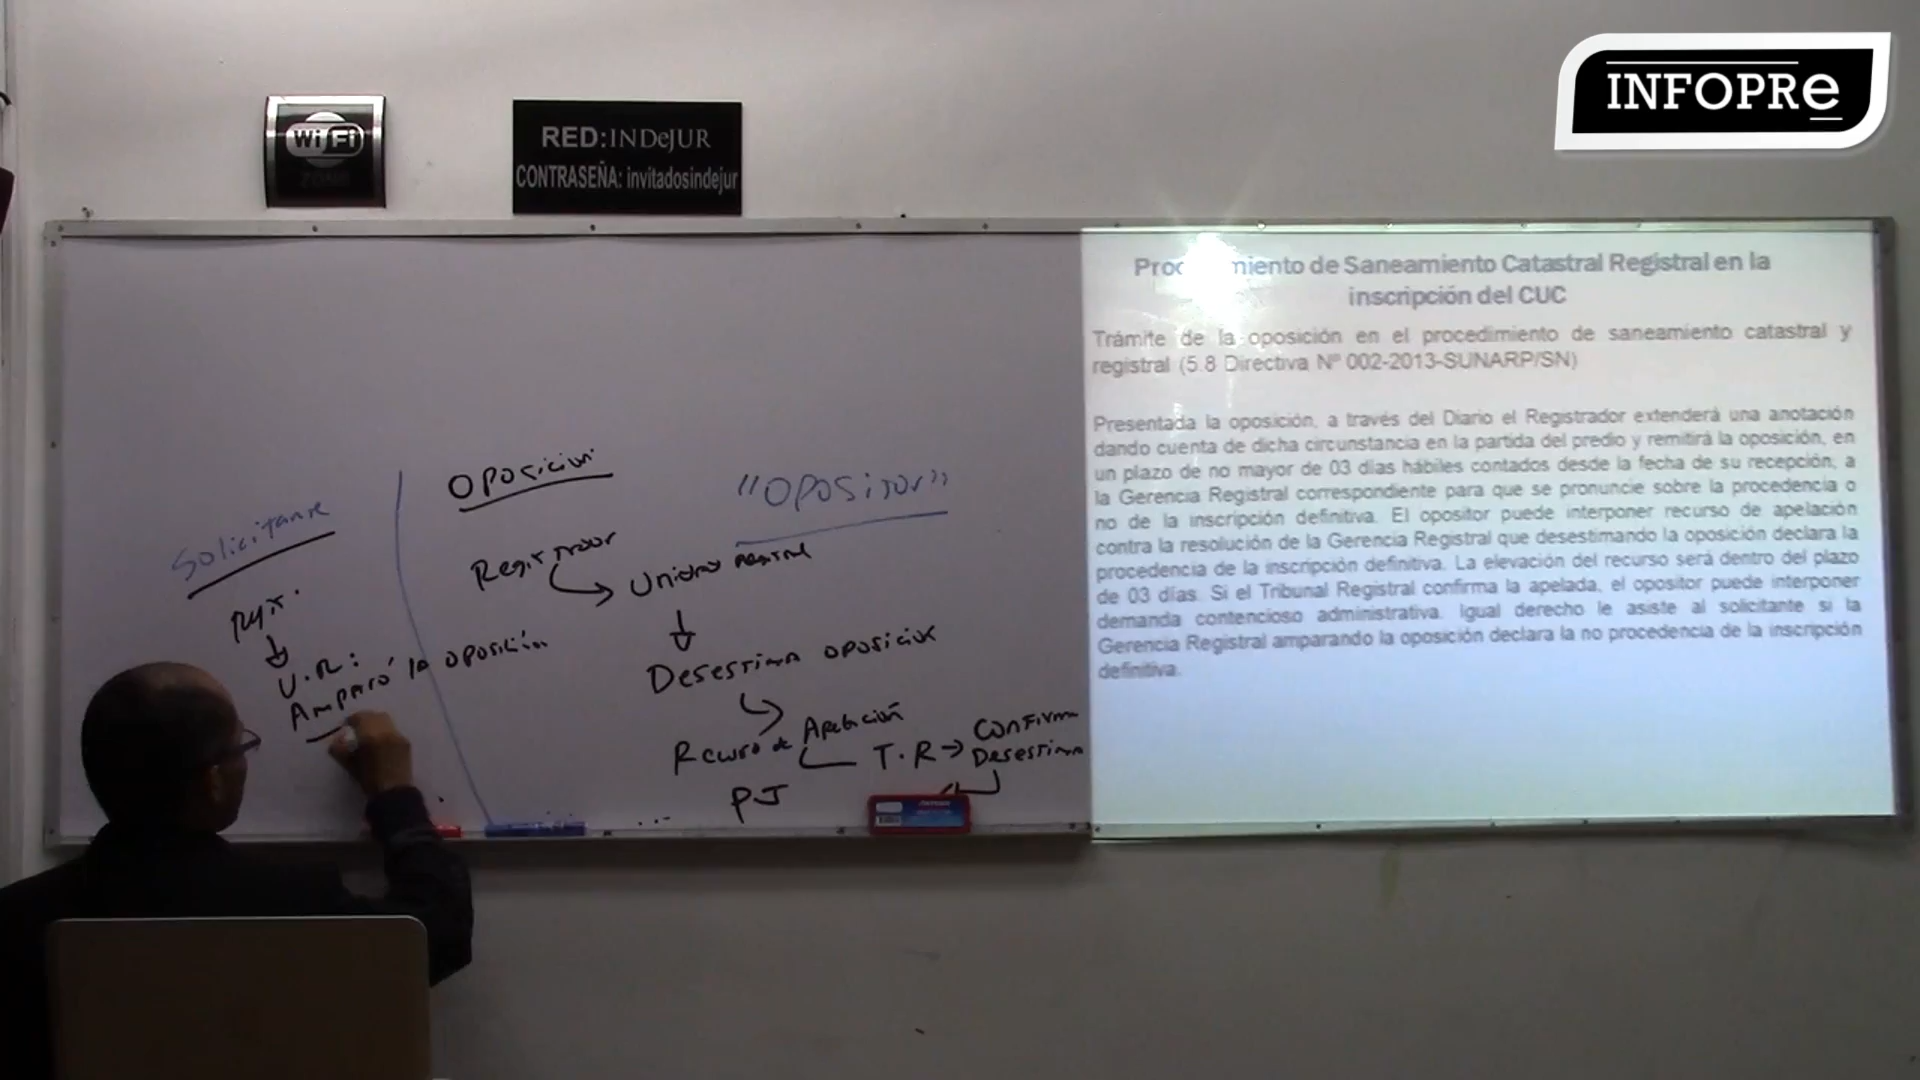 INFOPRe
WiFi
ZONE
RED:INDeJUR
CONTRASEÑA: invitadosindejur
Solicitante
U.R:
Amparó la oposición
Oposición
"Opositor"
Registrador
Unidad Registral
Desestima oposición
Recurso de Apelación
T.R → Confirma
Desestima
PJ
miento de Saneamiento Catastral Registral en la
inscripción del CUC
Trámite de la oposición en el procedimiento de saneamiento catastral y
registral (5.8 Directiva Nº 002-2013-SUNARP/SN)
Presentada la oposición, a través del Diario el Registrador extenderá una anotación
dando cuenta de dicha circunstancia en la partida del predio y remitirá la oposición, en
un plazo de no mayor de 03 días hábiles contados desde la fecha de su recepción, a
la Gerencia Registral correspondiente para que se pronuncie sobre la procedencia o
no de la inscripción definitiva. El opositor puede interponer recurso de apelación
contra la resolución de la Gerencia Registral que desestimando la oposición declara la
procedencia de la inscripción definitiva. La elevación del recurso será dentro del plazo
de 03 días. Si el Tribunal Registral confirma la apelada, el opositor puede interponer
demanda contencioso administrativa. Igual derecho le asiste al solicitante si la
Gerencia Registral amparando la oposición declara la no procedencia de la inscripción
definitiva.